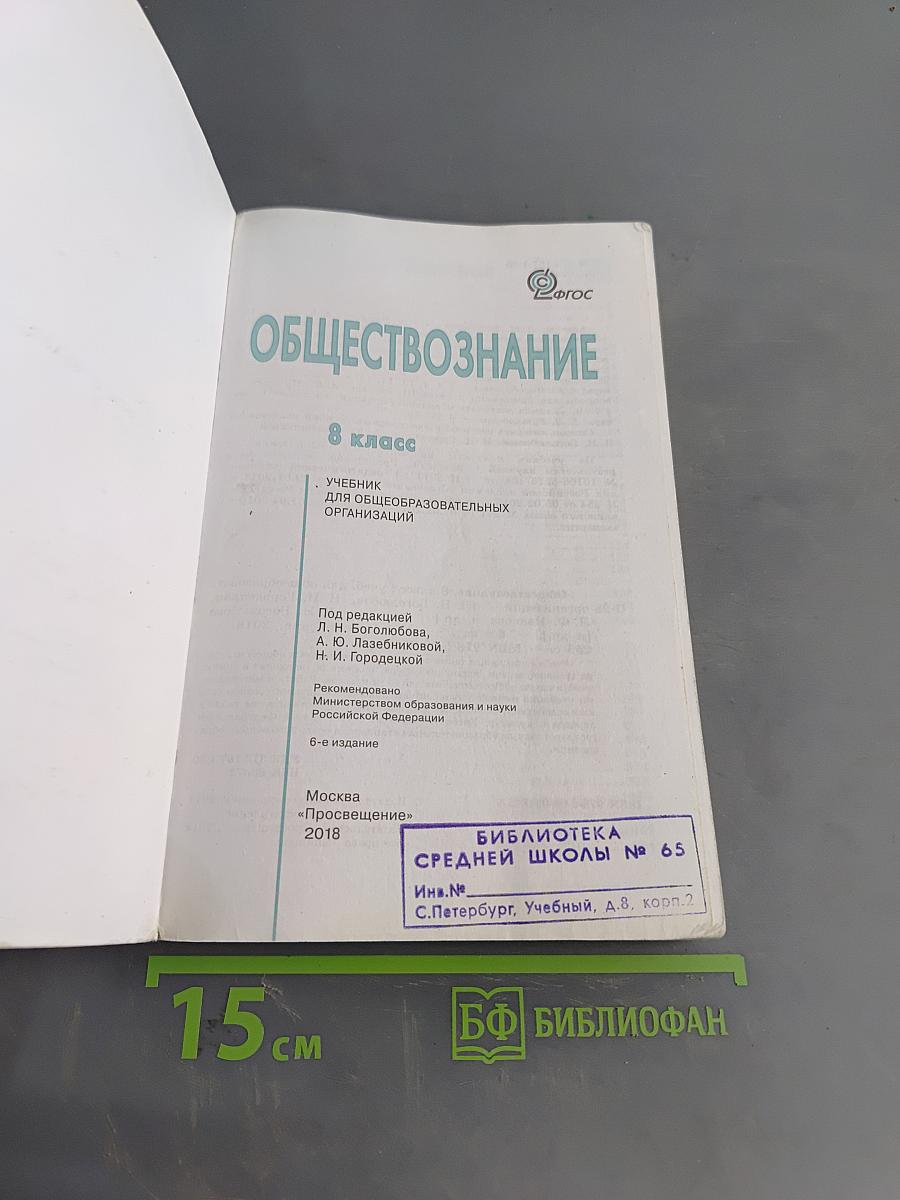 ФГОС
ОБЩЕСТВОЗНАНИЕ
8 класс
УЧЕБНИК
ДЛЯ ОБЩЕОБРАЗОВАТЕЛЬНЫХ
ОРГАНИЗАЦИЙ
Под редакцией
Л. Н. Боголюбова,
А. Ю. Лазебниковой,
Н. И. Городецкой
Рекомендовано
Министерством образования и науки
Российской Федерации
6-е издание
Москва
«Просвещение»
2018
БИБЛИОТЕКА
СРЕДНЕЙ ШКОЛЫ № 65
Инв.№
С.Петербург, Учебный, д.8, корп.2
15 см
БФ БИБЛИОФАН